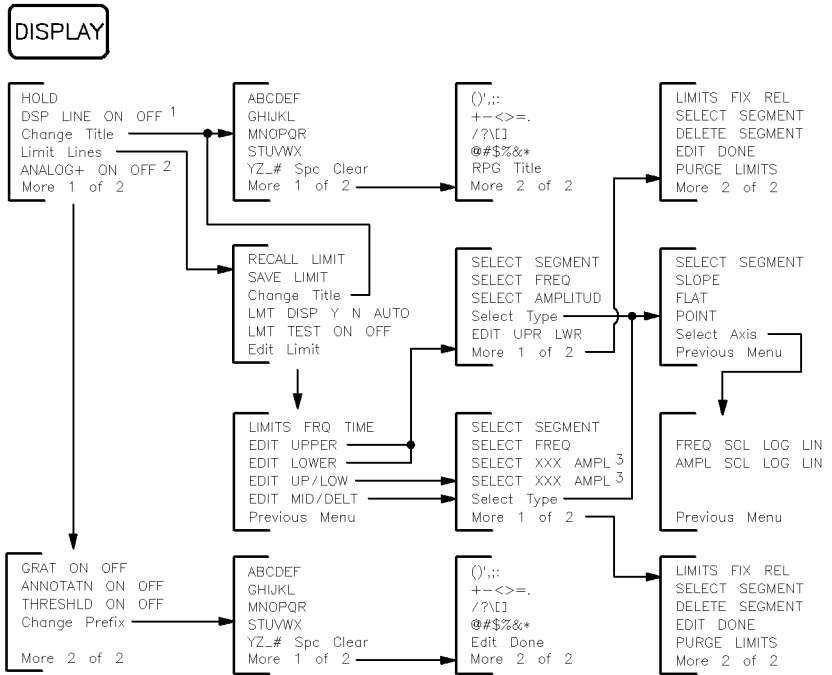 DISPLAY
HOLD
DSP LINE ON OFF 1
Change Title
Limit Lines
ANALOG+ ON OFF 2
More 1 of 2
ABCDEF
GHIJKL
MNOPQR
STUVWX
YZ_# Spc Clear
More 1 of 2
()',;:
+-<>=.
/?\[]
@#$%&*
RPG Title
More 2 of 2
LIMITS FIX REL
SELECT SEGMENT
DELETE SEGMENT
EDIT DONE
PURGE LIMITS
More 2 of 2
RECALL LIMIT
SAVE LIMIT
Change Title
LMT DISP Y N AUTO
LMT TEST ON OFF
Edit Limit
SELECT SEGMENT
SELECT FREQ
SELECT AMPLITUD
Select Type
EDIT UPR LWR
More 1 of 2
SELECT SEGMENT
SLOPE
FLAT
POINT
Select Axis
Previous Menu
LIMITS FRQ TIME
EDIT UPPER
EDIT LOWER
EDIT UP/LOW
EDIT MID/DELT
Previous Menu
SELECT SEGMENT
SELECT FREQ
SELECT XXX AMPL 3
SELECT XXX AMPL 3
Select Type
More 1 of 2
FREQ SCL LOG LIN
AMPL SCL LOG LIN
Previous Menu
GRAT ON OFF
ANNOTATN ON OFF
THRESHLD ON OFF
Change Prefix
More 2 of 2
ABCDEF
GHIJKL
MNOPQR
STUVWX
YZ_# Spc Clear
More 1 of 2
()',;:
+-<>=.
/?\[]
@#$%&*
Edit Done
More 2 of 2
LIMITS FIX REL
SELECT SEGMENT
DELETE SEGMENT
EDIT DONE
PURGE LIMITS
More 2 of 2